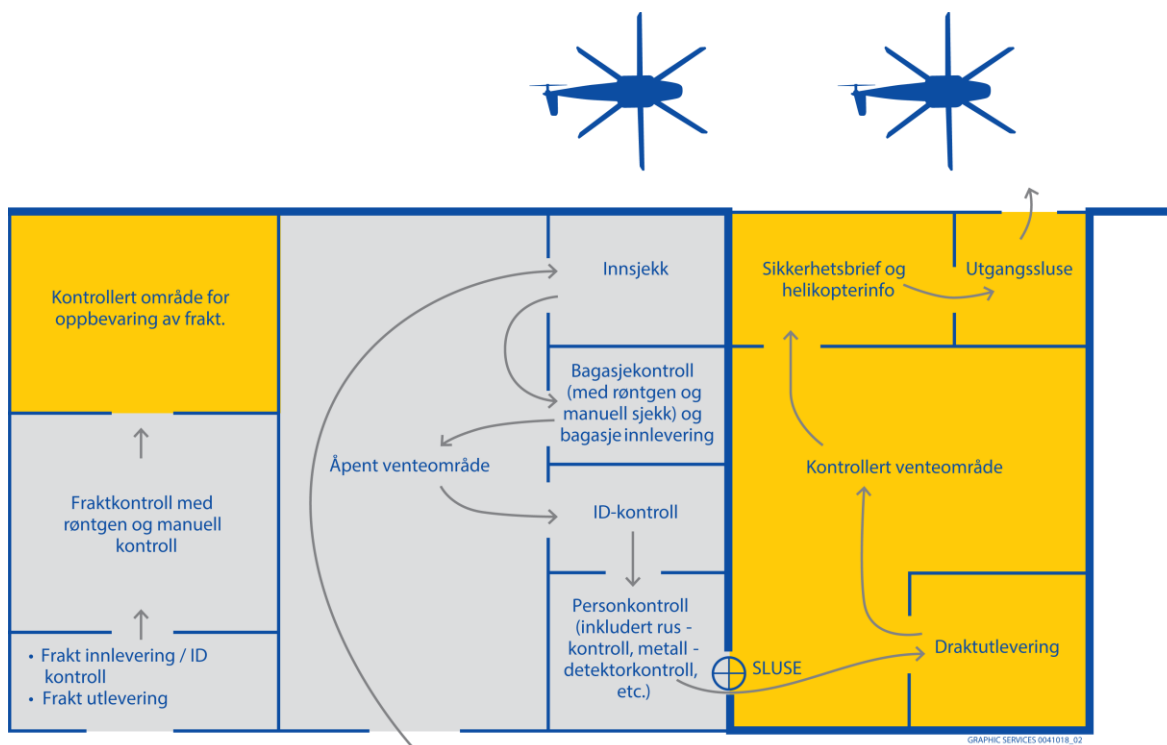 Kontrollert område for
oppbevaring av frakt.
Fraktkontroll med
røntgen og manuell
kontroll
• Frakt innlevering / ID
kontroll
• Frakt utlevering
Åpent venteområde
Innsjekk
Bagasjekontroll
(med røntgen og
manuell sjekk) og
bagasje innlevering
ID-kontroll
Personkontroll
(inkludert rus -
kontroll, metall -
detektorkontroll,
etc.)
SLUSE
Sikkerhetsbrief og
helikopterinfo
Utgangssluse
Kontrollert venteområde
Draktutlevering
GRAPHIC SERVICES 0041018_02